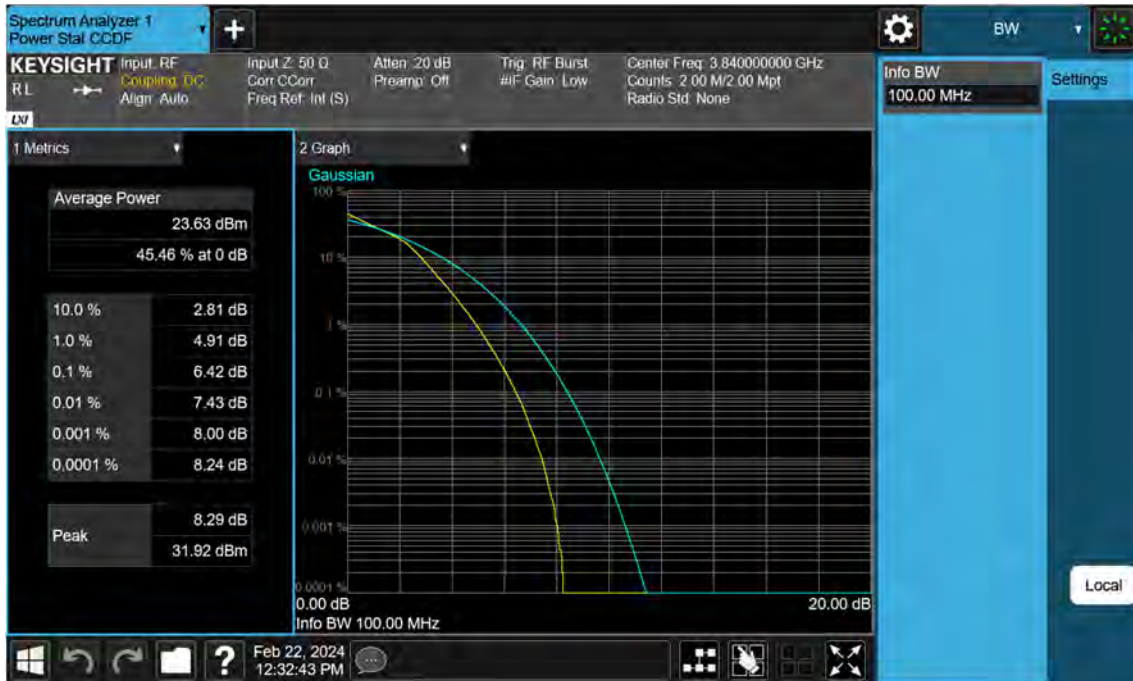 Spectrum Analyzer 1
Power Stat CCDF
+
BW
KEYSIGHT
RL
LXI
Input: RF
Coupling: DC
Align: Auto
Input Z: 50 Ω
Corr CCorr
Freq Ref: Int (S)
Atten: 20 dB
Preamp: Off
Trig: RF Burst
#IF Gain: Low
Center Freq: 3.840000000 GHz
Counts: 2.00 M/2.00 Mpt
Radio Std: None
Info BW
100.00 MHz
Settings
1 Metrics
Average Power
23.63 dBm
45.46 % at 0 dB
10.0 % 2.81 dB
1.0 % 4.91 dB
0.1 % 6.42 dB
0.01 % 7.43 dB
0.001 % 8.00 dB
0.0001 % 8.24 dB
Peak
8.29 dB
31.92 dBm
2 Graph
Gaussian
100 %
10 %
1 %
0.1 %
0.01 %
0.001 %
0.0001 %
0.00 dB 20.00 dB
Info BW 100.00 MHz
Local
?
Feb 22, 2024
12:32:43 PM